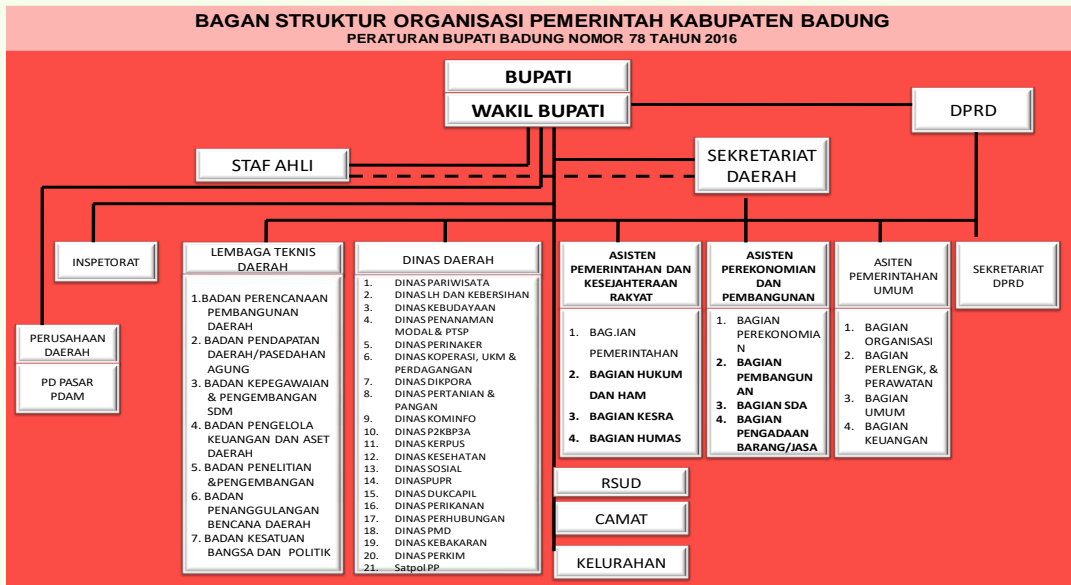 BAGAN STRUKTUR ORGANISASI PEMERINTAH KABUPATEN BADUNG
PERATURAN BUPATI BADUNG NOMOR 78 TAHUN 2016
BUPATI
WAKIL BUPATI
DPRD
STAF AHLI
SEKRETARIAT
DAERAH
INSPETORAT
PERUSAHAAN
DAERAH
PD PASAR
PDAM
LEMBAGA TEKNIS
DAERAH
1.BADAN PERENCANAAN
PEMBANGUNAN
DAERAH
2. BADAN PENDAPATAN
DAERAH/PASEDAHAN
AGUNG
3. BADAN KEPEGAWAIAN
& PENGEMBANGAN
SDM
4. BADAN PENGELOLA
KEUANGAN DAN ASET
DAERAH
5. BADAN PENELITIAN
&PENGEMBANGAN
6. BADAN
PENANGGULANGAN
BENCANA DAERAH
7. BADAN KESATUAN
BANGSA DAN POLITIK
DINAS DAERAH
1. DINAS PARIWISATA
2. DINAS LH DAN KEBERSIHAN
3. DINAS KEBUDAYAAN
4. DINAS PENANAMAN
MODAL & PTSP
5. DINAS PERINAKER
6. DINAS KOPERASI, UKM &
PERDAGANGAN
7. DINAS DIKPORA
8. DINAS PERTANIAN &
PANGAN
9. DINAS KOMINFO
10. DINAS P2KBP3A
11. DINAS KERPUS
12. DINAS KESEHATAN
13. DINAS SOSIAL
14. DINASPUPR
15. DINAS DUKCAPIL
16. DINAS PERIKANAN
17. DINAS PERHUBUNGAN
18. DINAS PMD
19. DINAS KEBAKARAN
20. DINAS PERKIM
21. Satpol PP
ASISTEN
PEMERINTAHAN DAN
KESEJAHTERAAN
RAKYAT
1. BAG.IAN
PEMERINTAHAN
2. BAGIAN HUKUM
DAN HAM
3. BAGIAN KESRA
4. BAGIAN HUMAS
ASISTEN
PEREKONOMIAN
DAN
PEMBANGUNAN
1. BAGIAN
PEREKONOMIA
N
2. BAGIAN
PEMBANGUN
AN
3. BAGIAN SDA
4. BAGIAN
PENGADAAN
BARANG/JASA
ASITEN
PEMERINTAHAN
UMUM
1. BAGIAN
ORGANISASI
2. BAGIAN
PERLENGK, &
PERAWATAN
3. BAGIAN
UMUM
4. BAGIAN
KEUANGAN
SEKRETARIAT
DPRD
RSUD
CAMAT
KELURAHAN